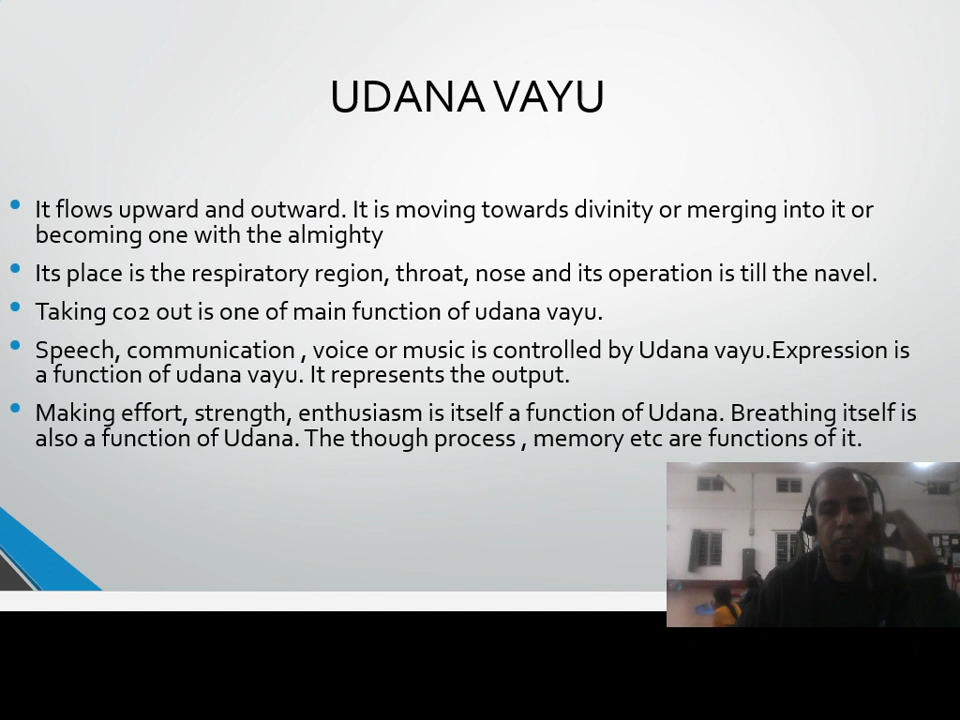 UDANA VAYU
It flows upward and outward. It is moving towards divinity or merging into it or
becoming one with the almighty
Its place is the respiratory region, throat, nose and its operation is till the navel.
Taking co2 out is one of main function of udana vayu.
Speech, communication , voice or music is controlled by Udana vayu.Expression is
a function of udana vayu. It represents the output.
Making effort, strength, enthusiasm is itself a function of Udana. Breathing itself is
also a function of Udana. The though process , memory etc are functions of it.